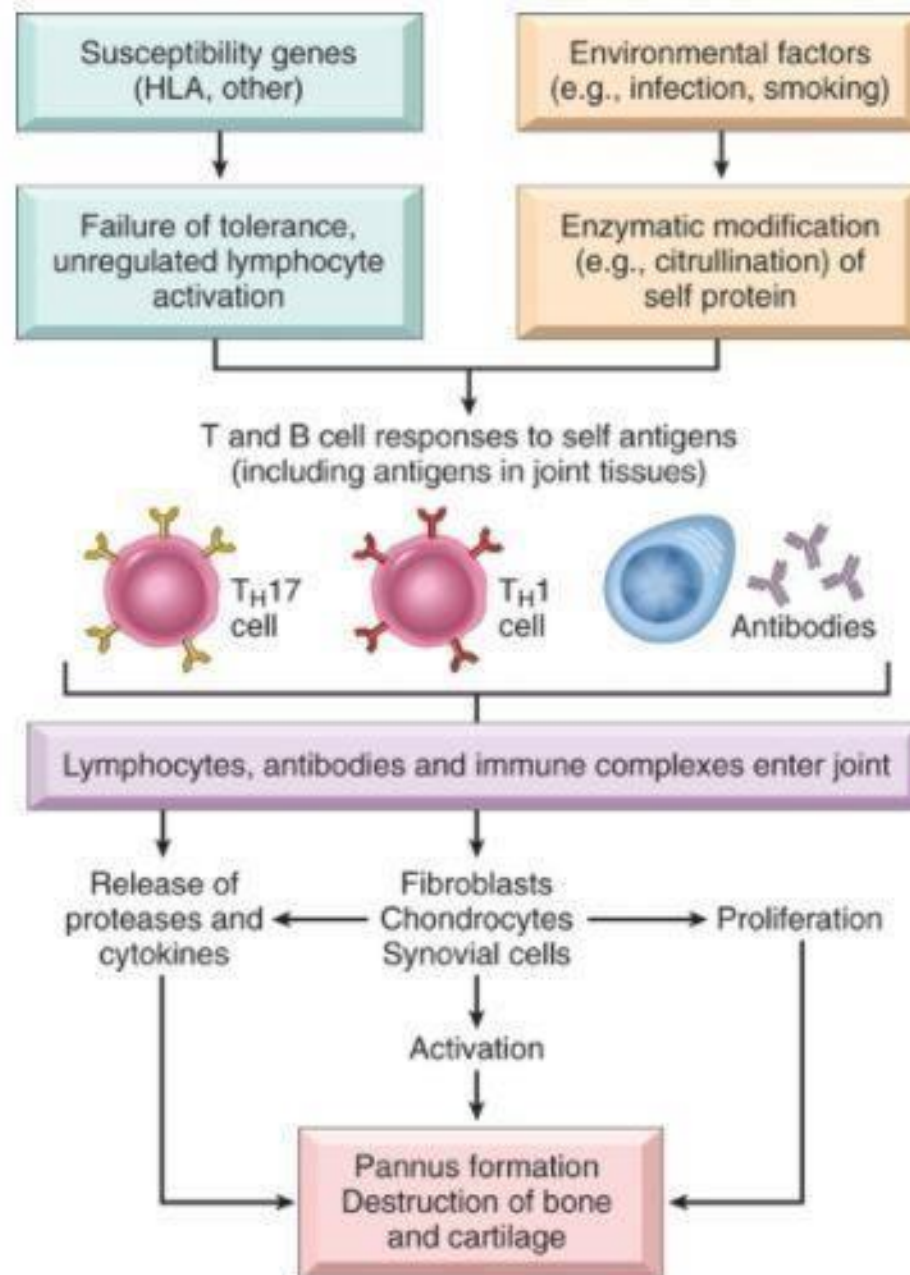 Susceptibility genes
(HLA, other)
Environmental factors
(e.g., infection, smoking)
Failure of tolerance,
unregulated lymphocyte
activation
Enzymatic modification
(e.g., citrullination) of
self protein
T and B cell responses to self antigens
(including antigens in joint tissues)
TH17
cell
TH1
cell
Antibodies
Lymphocytes, antibodies and immune complexes enter joint
Release of
proteases and
cytokines
Fibroblasts
Chondrocytes
Synovial cells
Proliferation
Activation
Pannus formation
Destruction of bone
and cartilage